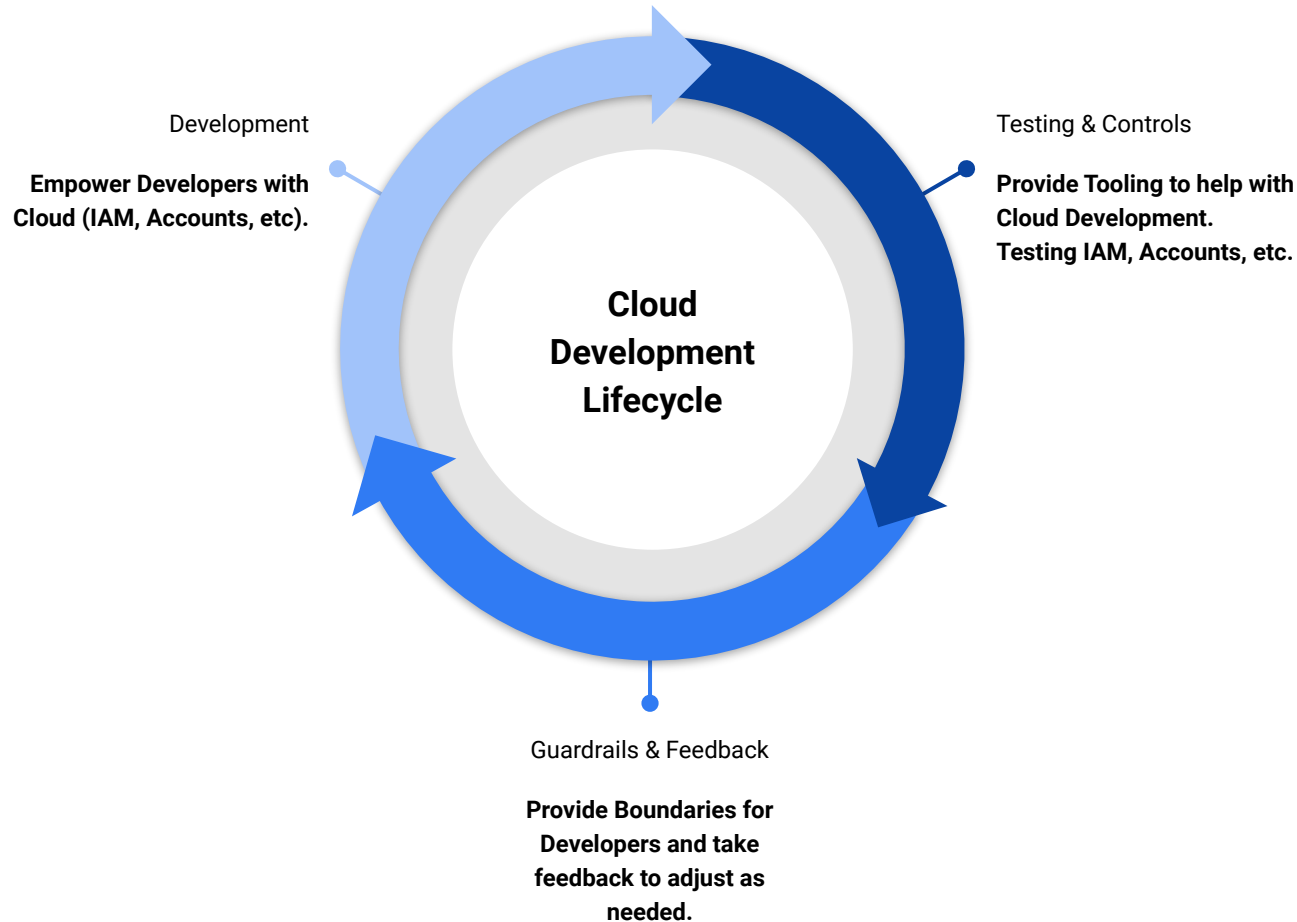 Development
Empower Developers with
Cloud (IAM, Accounts, etc).
Testing & Controls
Provide Tooling to help with
Cloud Development.
Testing IAM, Accounts, etc.
Cloud
Development
Lifecycle
Guardrails & Feedback
Provide Boundaries for
Developers and take
feedback to adjust as
needed.